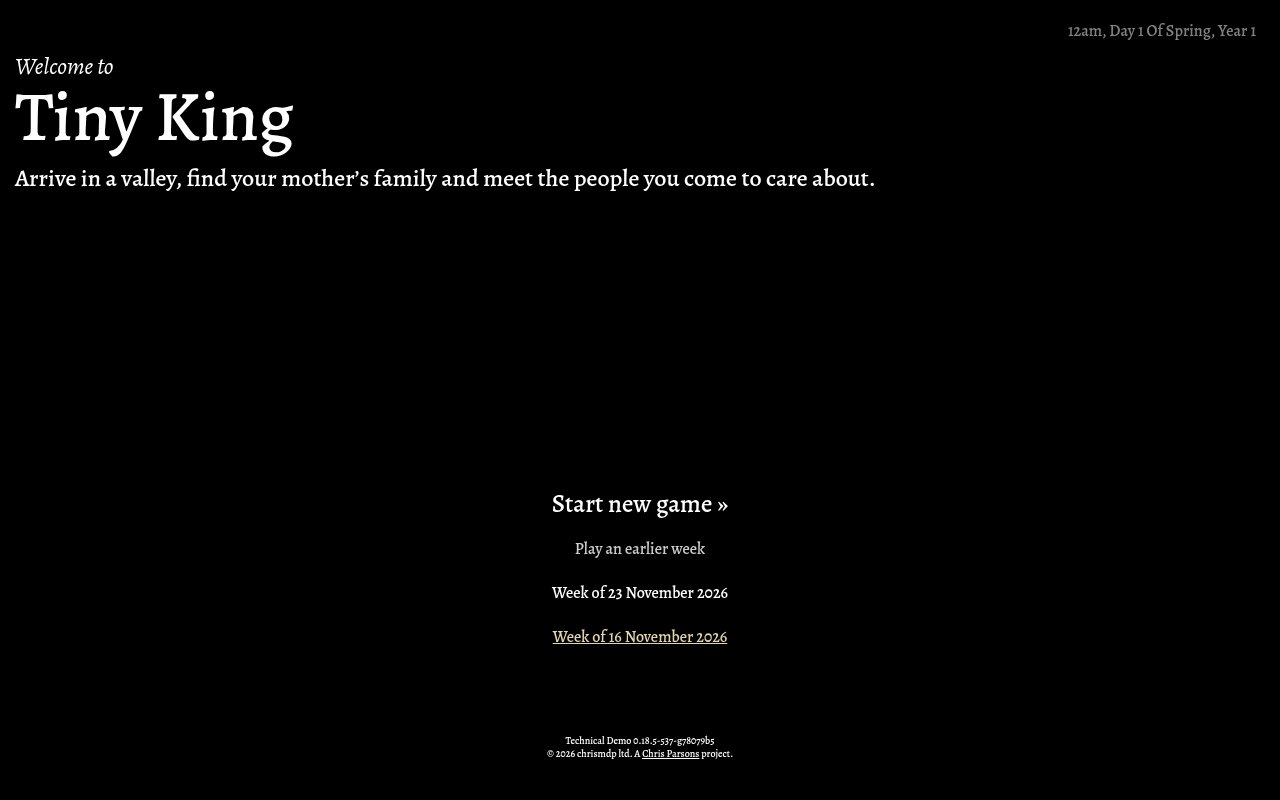 12am, Day 1 Of Spring, Year 1
Welcome to
Tiny King
Arrive in a valley, find your mother’s family and meet the people you come to care about.
Start new game »
Play an earlier week
Week of 23 November 2026
Week of 16 November 2026
Technical Demo 0.18.5-537-g78079b5
© 2026 chrismdp ltd. A Chris Parsons project.